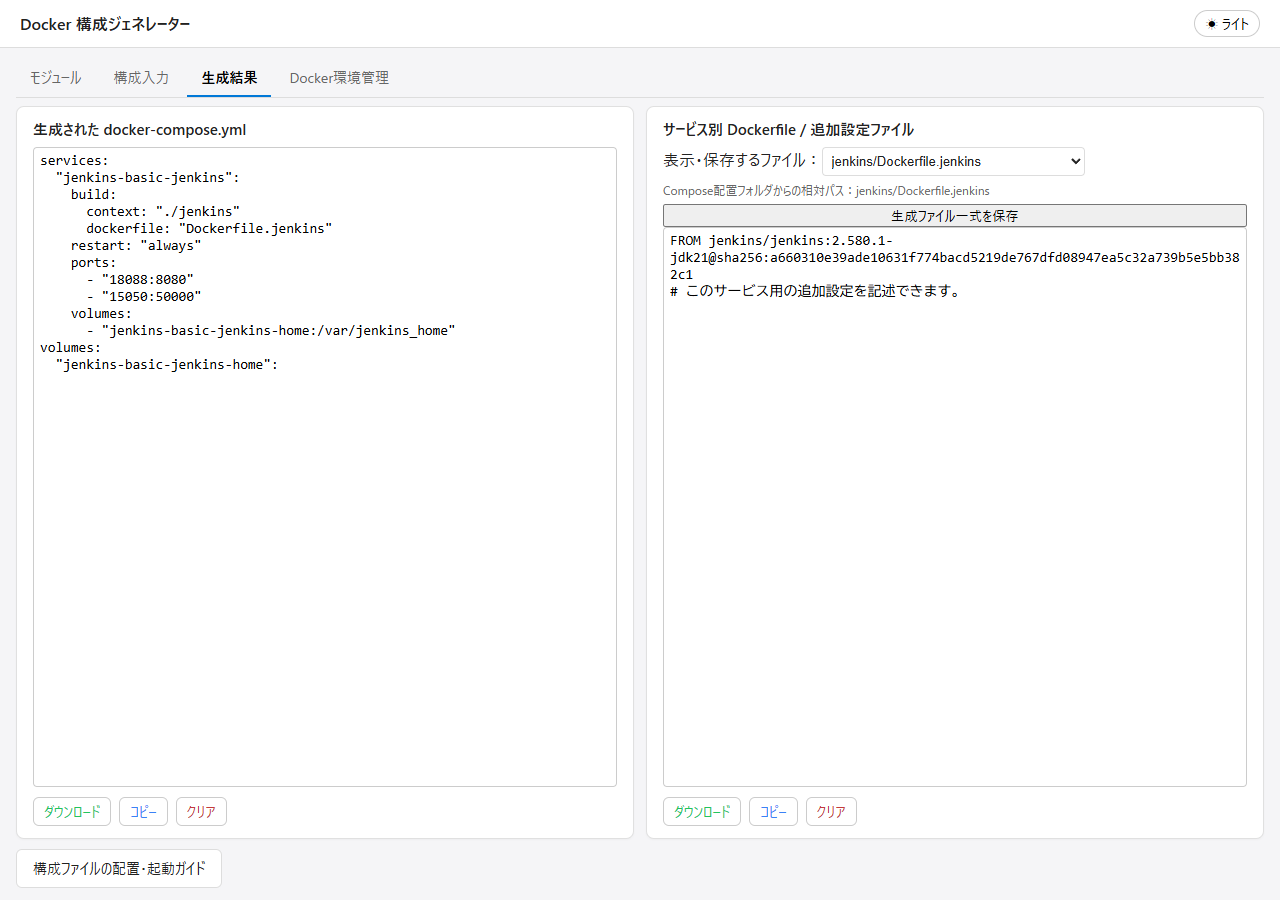 Docker 構成ジェネレーター
ライト
モジュール
構成入力
生成結果
Docker環境管理
生成された docker-compose.yml
services:
  "jenkins-basic-jenkins":
    build:
      context: "./jenkins"
      dockerfile: "Dockerfile.jenkins"
    restart: "always"
    ports:
      - "18088:8080"
      - "15050:50000"
    volumes:
      - "jenkins-basic-jenkins-home:/var/jenkins_home"
volumes:
  "jenkins-basic-jenkins-home":
ダウンロード
コピー
クリア
サービス別 Dockerfile / 追加設定ファイル
表示・保存するファイル：
jenkins/Dockerfile.jenkins
Compose配置フォルダからの相対パス：jenkins/Dockerfile.jenkins
生成ファイル一式を保存
FROM jenkins/jenkins:2.580.1-
jdk21@sha256:a660310e39ade10631f774bacd5219de767dfd08947ea5c32a739b5e5bb38
2c1
# このサービス用の追加設定を記述できます。
ダウンロード
コピー
クリア
構成ファイルの配置・起動ガイド